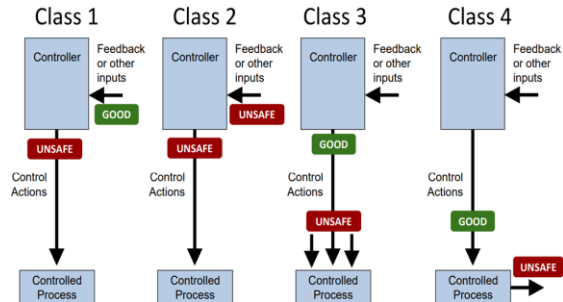 Class 1
Class 2
Class 3
Class 4
Controller
Feedback
or other
inputs
GOOD
UNSAFE
Control
Actions
Controlled
Process
Controller
Feedback
or other
inputs
UNSAFE
UNSAFE
Control
Actions
Controlled
Process
Controller
Feedback
or other
inputs
GOOD
Control
Actions
UNSAFE
Controlled
Process
Controller
Feedback
or other
inputs
Control
Actions
GOOD
UNSAFE
Controlled
Process